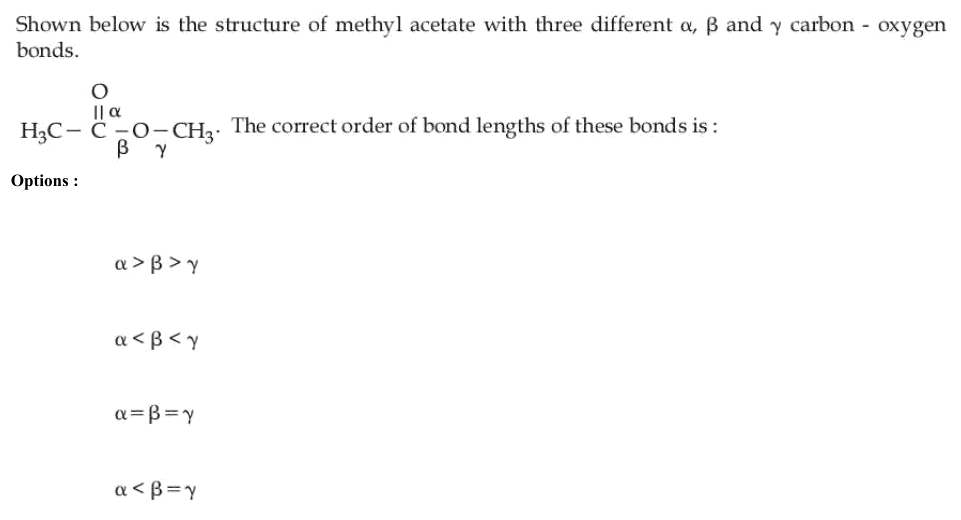 Shown below is the structure of methyl acetate with three different α, β and γ carbon - oxygen
bonds.
O
|| α
H₃C – C – O – CH₃. The correct order of bond lengths of these bonds is :
β γ
Options :
α > β > γ
α < β < γ
α = β = γ
α < β = γ